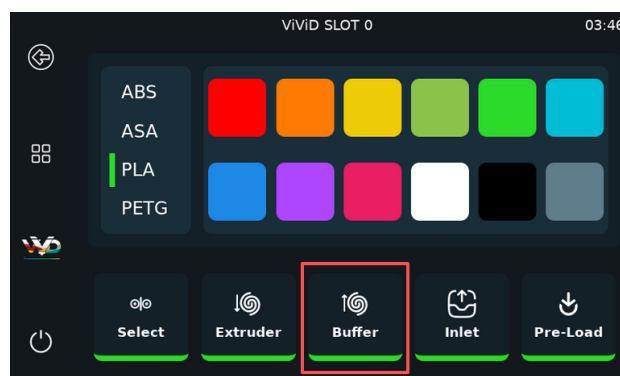 ViViD SLOT 0
03:46
ABS
ASA
PLA
PETG
Select
Extruder
Buffer
Inlet
Pre-Load